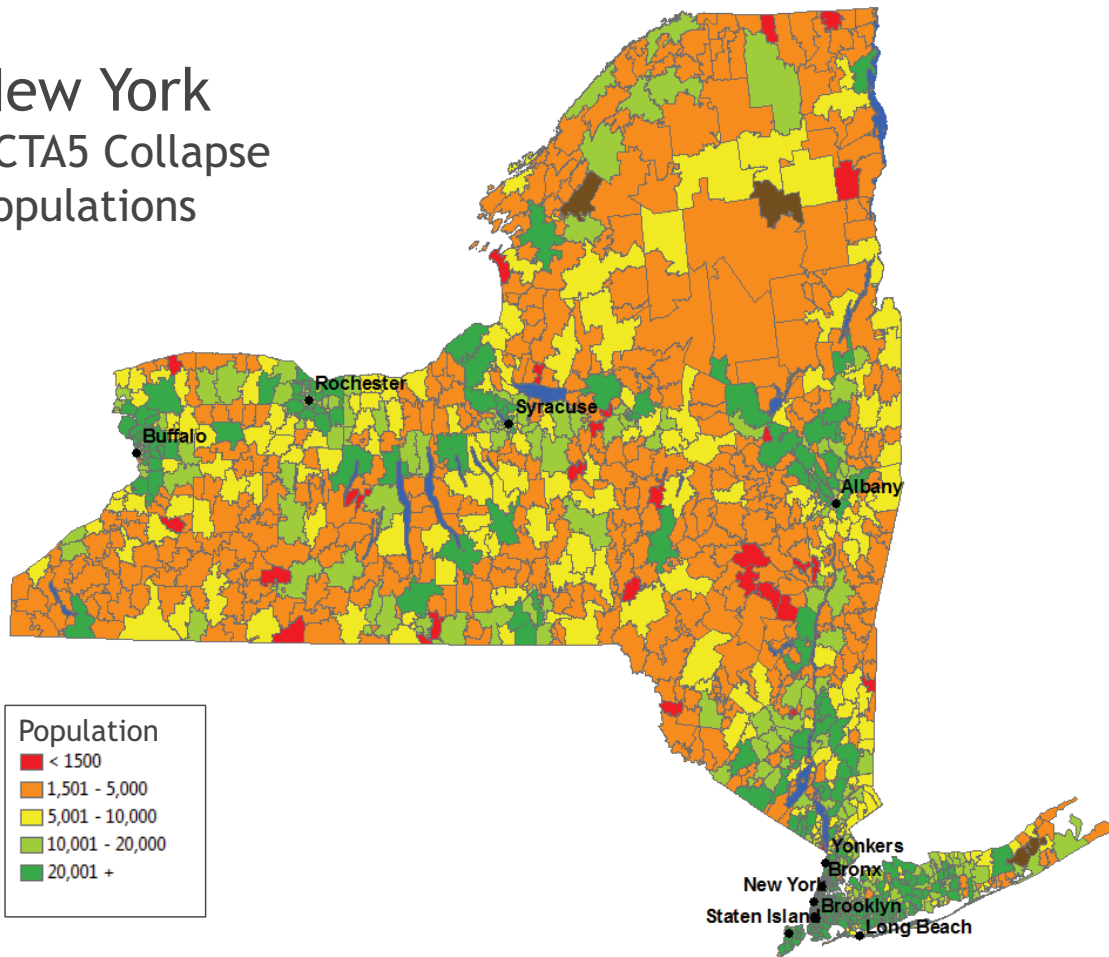 New York
CTA5 Collapse
opulations
Rochester
Syracuse
Buffalo
Albany
Population
< 1500
1,501 - 5,000
5,001 - 10,000
10,001 - 20,000
20,001 +
Yonkers
Bronx
New York
Brooklyn
Staten Island
Long Beach